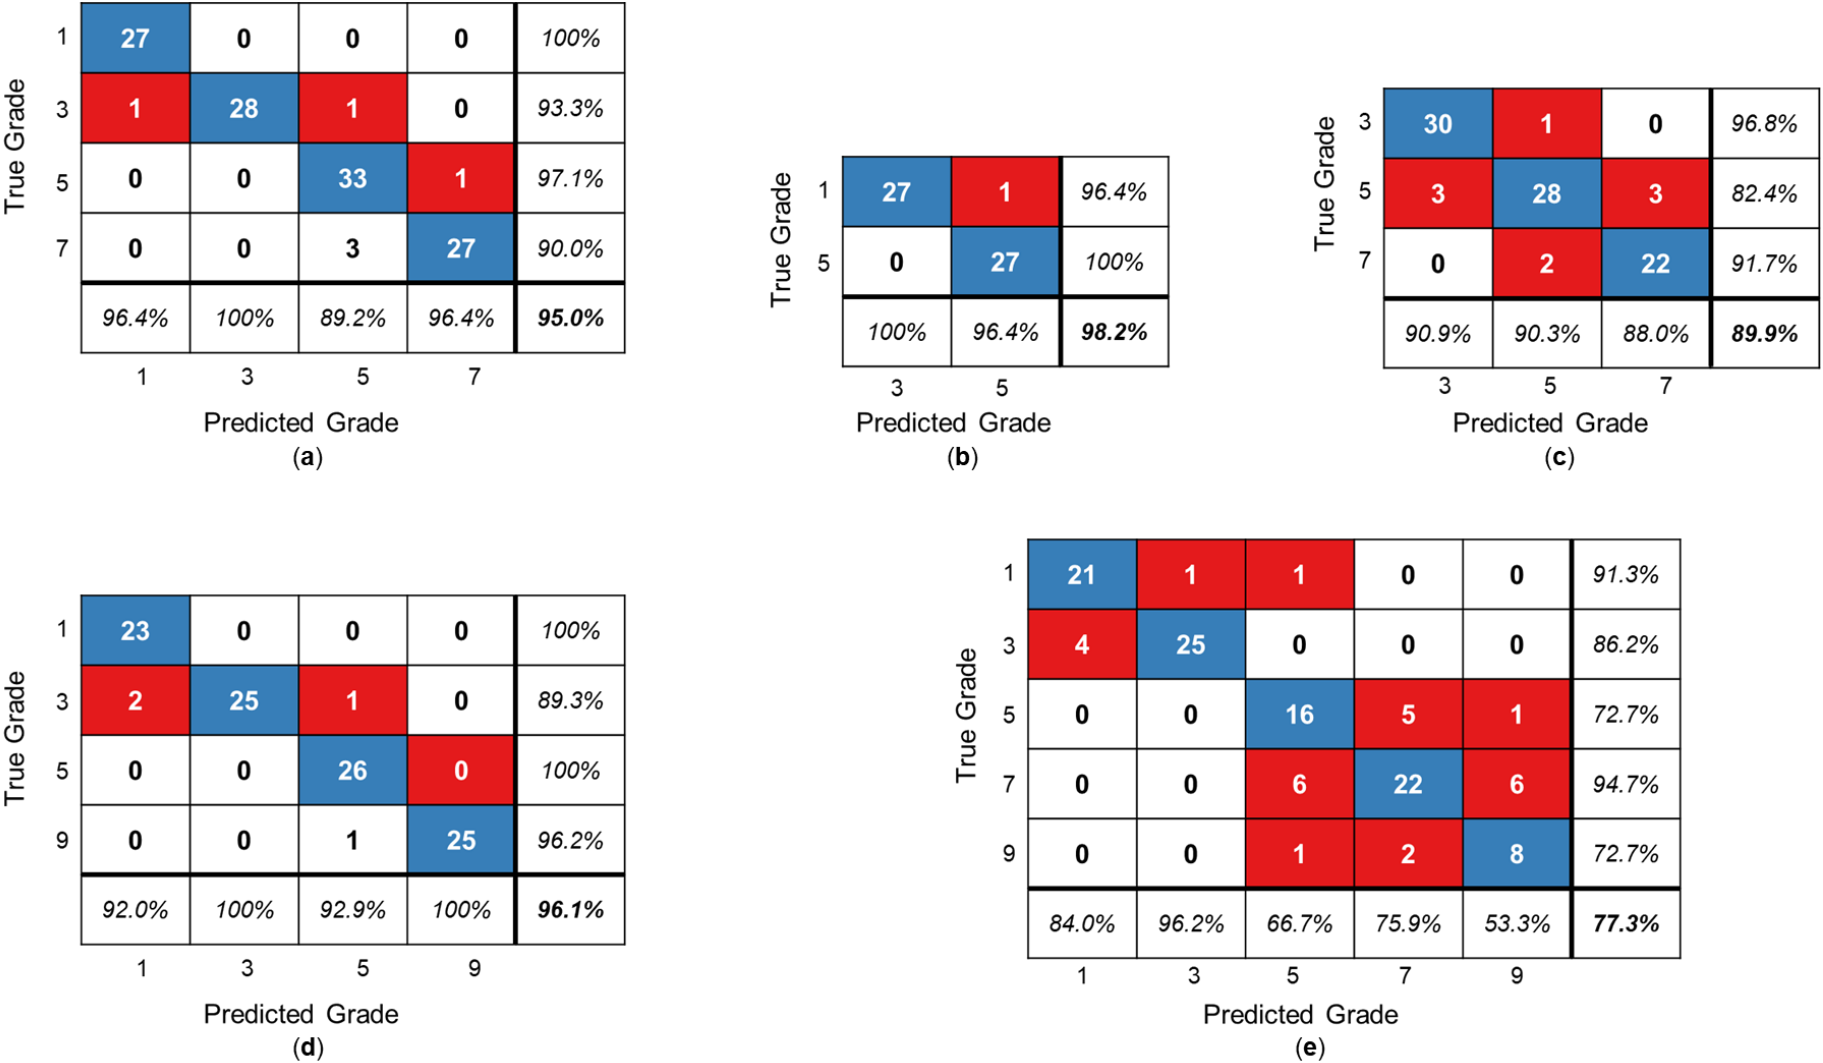 True Grade
1 27 0 0 0 100%
3 1 28 1 0 93.3%
5 0 0 33 1 97.1%
7 0 0 3 27 90.0%
96.4% 100% 89.2% 96.4% 95.0%
1 3 5 7
Predicted Grade
(a)
True Grade
1 27 1 96.4%
5 0 27 100%
100% 96.4% 98.2%
3 5
Predicted Grade
(b)
True Grade
3 30 1 0 96.8%
5 3 28 3 82.4%
7 0 2 22 91.7%
90.9% 90.3% 88.0% 89.9%
3 5 7
Predicted Grade
(c)
True Grade
1 23 0 0 0 100%
3 2 25 1 0 89.3%
5 0 0 26 0 100%
9 0 0 1 25 96.2%
92.0% 100% 92.9% 100% 96.1%
1 3 5 9
Predicted Grade
(d)
True Grade
1 21 1 1 0 0 91.3%
3 4 25 0 0 0 86.2%
5 0 0 16 5 1 72.7%
7 0 0 6 22 6 94.7%
9 0 0 1 2 8 72.7%
84.0% 96.2% 66.7% 75.9% 53.3% 77.3%
1 3 5 7 9
Predicted Grade
(e)